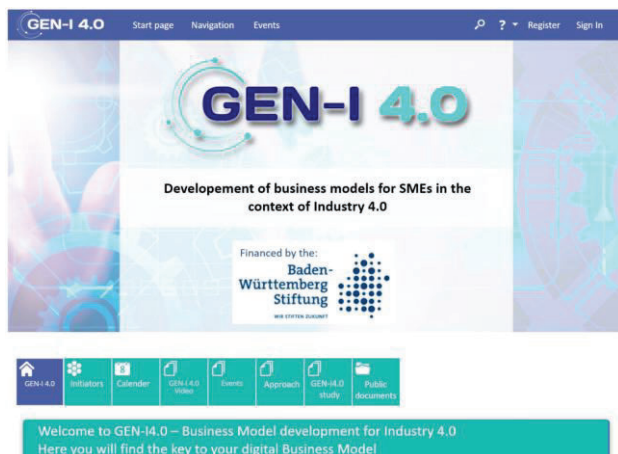 GEN-I 4.0 Start page Navigation Events ? Register Sign In
GEN-I 4.0
Developement of business models for SMEs in the
context of Industry 4.0
Financed by the:
Baden-
Württemberg
Stiftung
WIR STIFTEN ZUKUNFT
GEN-I 4.0
Initiators
Calender
GEN-I 4.0
Video
Events
Approach
GEN-I4.0
study
Public
documents
Welcome to GEN-I4.0 – Business Model development for Industry 4.0
Here you will find the key to your digital Business Model